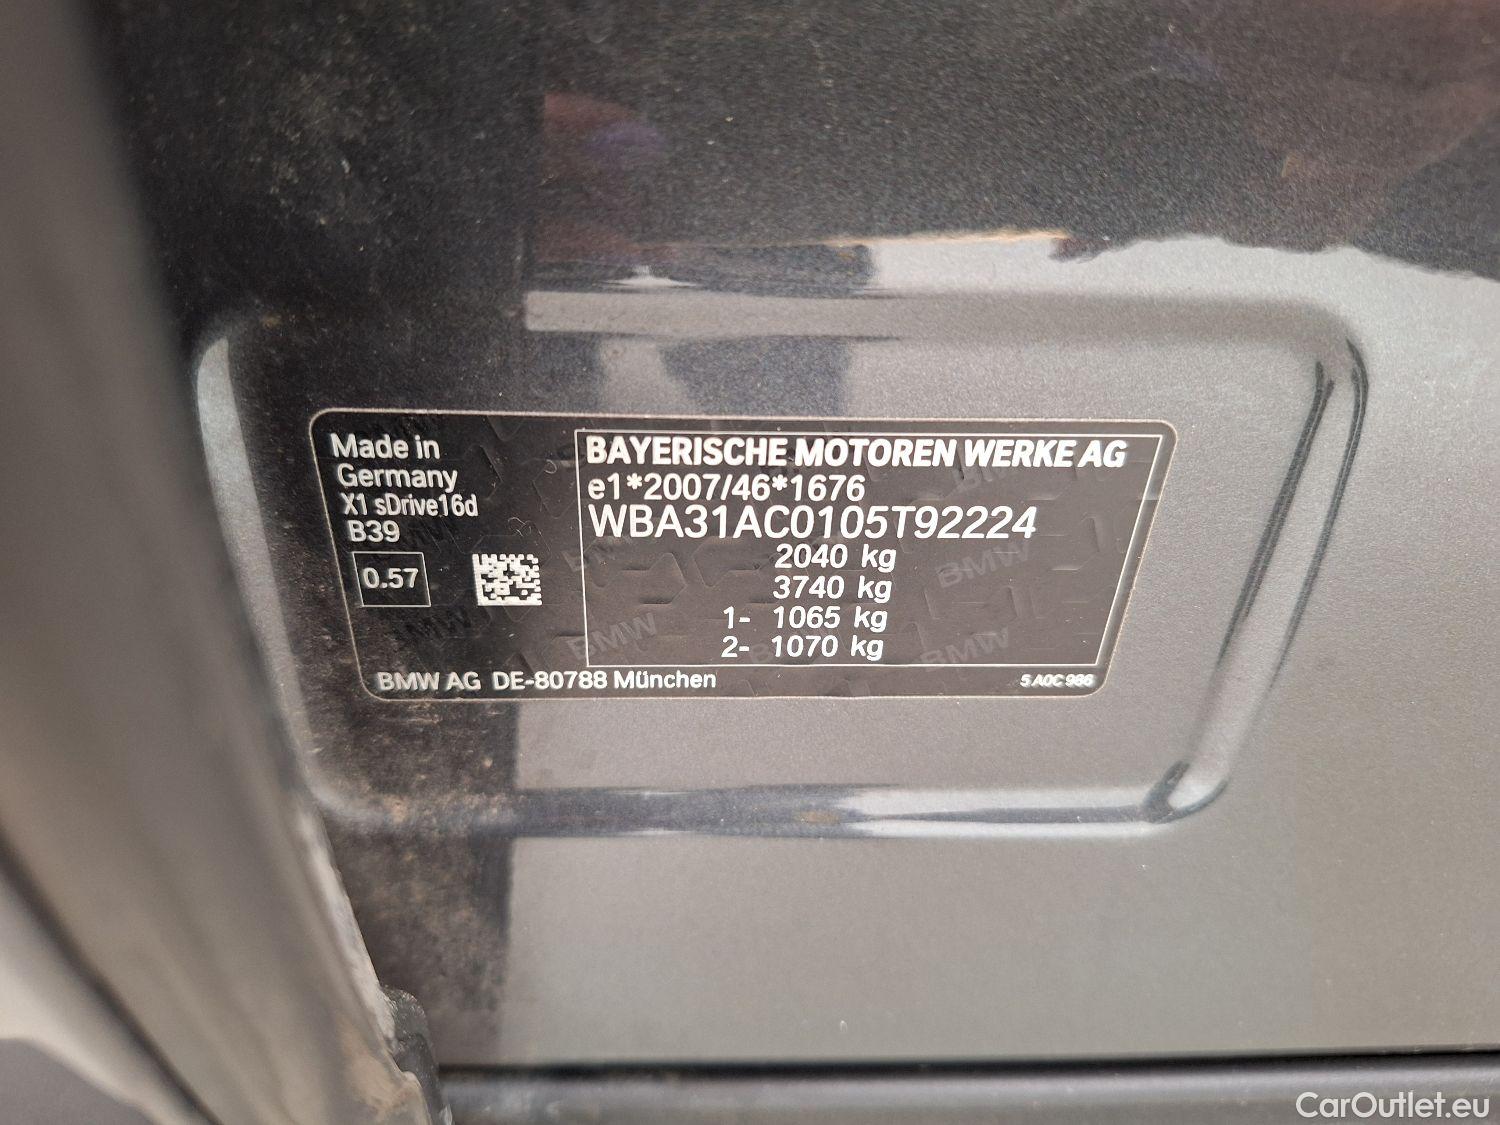 Made in
Germany
X1 sDrive16d
B39
0.57
BAYERISCHE MOTOREN WERKE AG
e1*2007/46*1676
WBA31AC0105T92224
2040 kg
3740 kg
1- 1065 kg
2- 1070 kg
BMW AG DE-80788 München
5 A0C 986
CarOutlet.eu